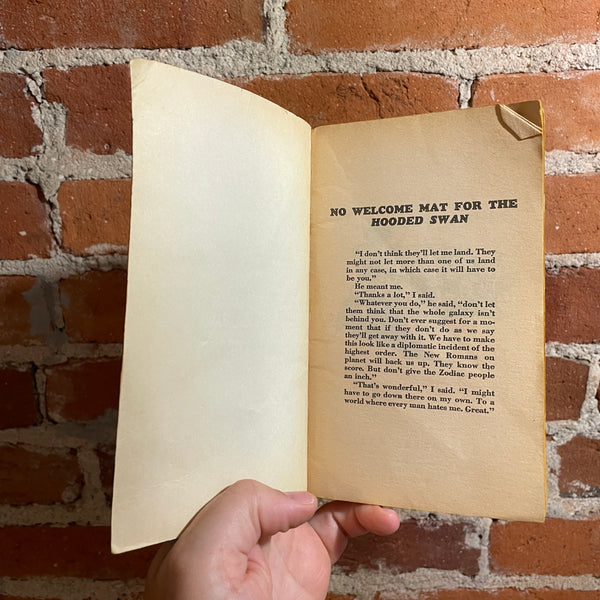 NO WELCOME MAT FOR THE
HOODED SWAN
"I don't think they'll let me land. They
might not let more than one of us land
in any case, in which case it will have to
be you."
He meant me.
"Thanks a lot," I said.
"Whatever you do," he said, "don't let
them think that the whole galaxy isn't
behind you. Don't ever suggest for a mo-
ment that if they don't do as we say
they'll get away with it. We have to make
this look like a diplomatic incident of the
highest order. The New Romans on
planet will back us up. They know the
score. But don't give the Zodiac people
an inch."
"That's wonderful," I said. "I might
have to go down there on my own. To a
world where every man hates me. Great."